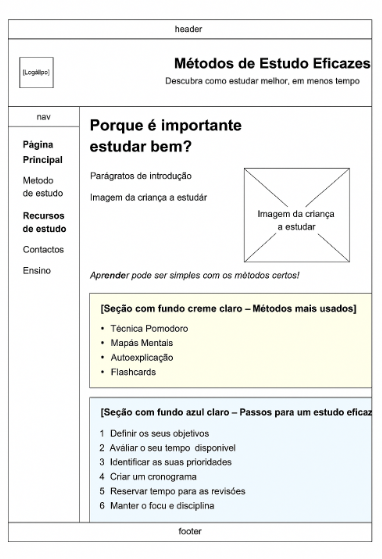 header
[Logálipo]
Métodos de Estudo Eficazes
Descubra como estudar melhor, em menos tempo
nav
Página
Principal
Metodo
de estudo
Recursos
de estudo
Contactos
Ensino
Porque é importante
estudar bem?
Parágratos de introdução
Imagem da criança a estudár
Imagem da criança
a estudar
Aprender pode ser simples com os métodos certos!
[Seção com fundo creme claro – Métodos mais usados]
• Técnica Pomodoro
• Mapás Mentais
• Autoexplicação
• Flashcards
[Seção com fundo azul claro – Passos para um estudo eficaz
1 Definir os seus objetivos
2 Aváliar o seu tempo disponivel
3 Identificar as suas prioridades
4 Criar um cronograma
5 Reservar tempo para as revisóes
6 Manter o focu e disciplina
footer